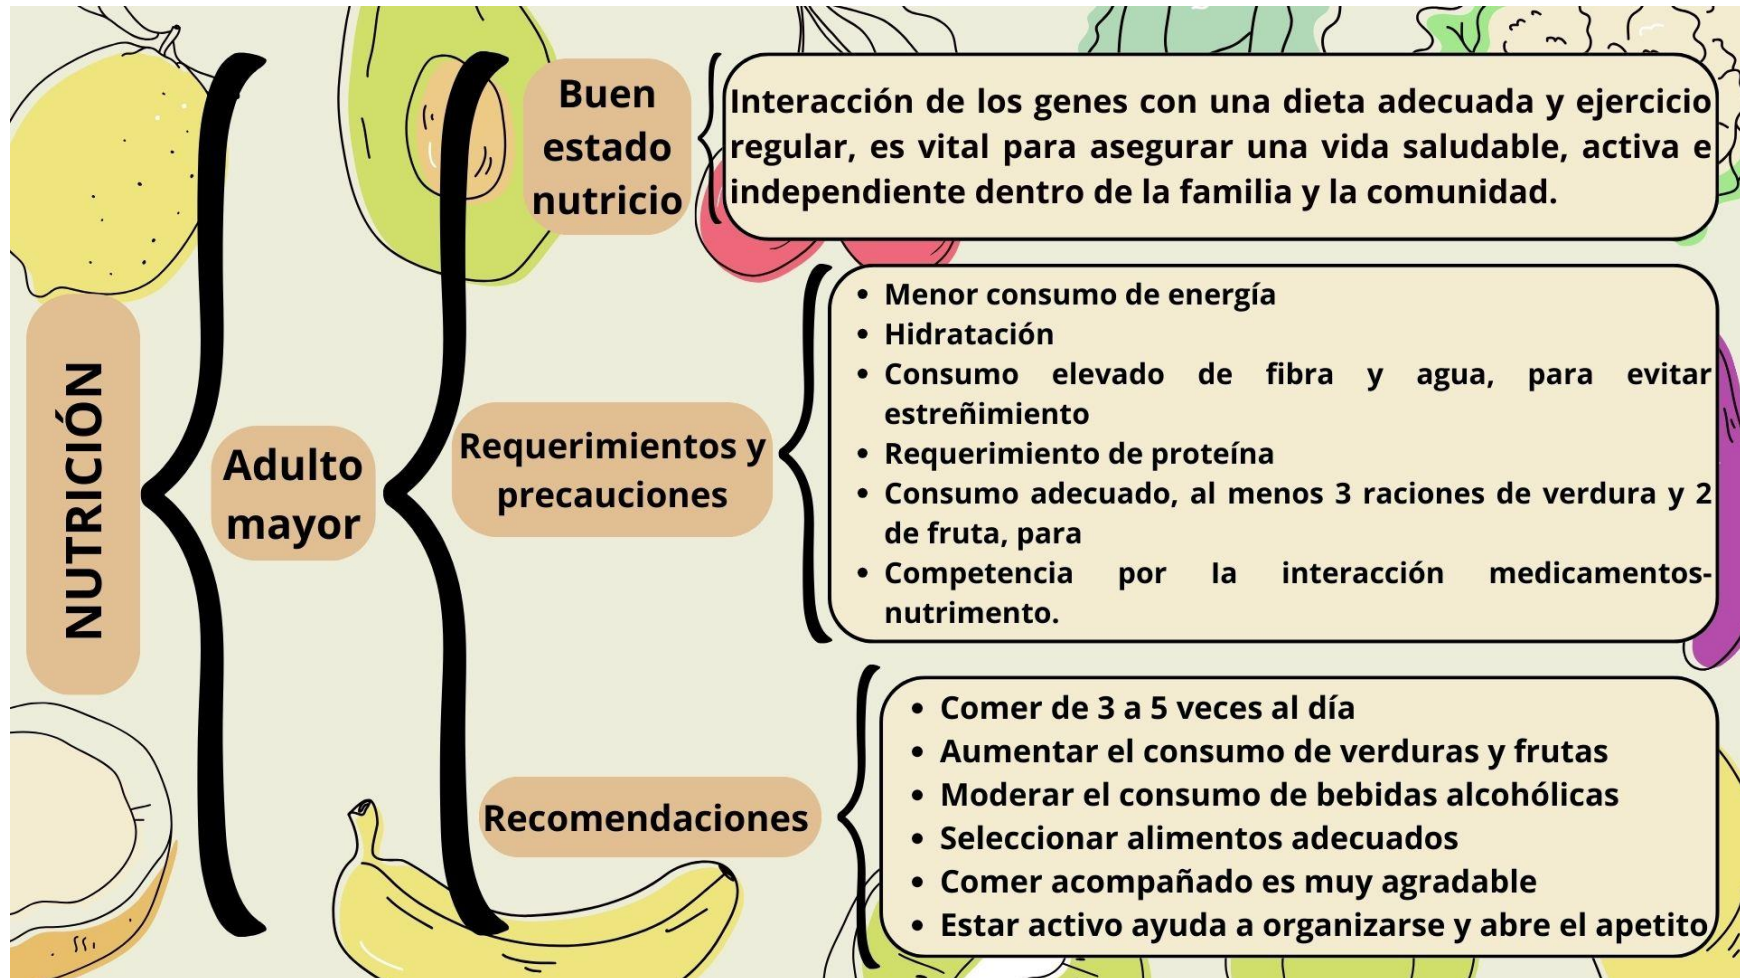 NUTRICIÓN
Adulto
mayor
Buen
estado
nutricio
Interacción de los genes con una dieta adecuada y ejercicio
regular, es vital para asegurar una vida saludable, activa e
independiente dentro de la familia y la comunidad.
Requerimientos y
precauciones
• Menor consumo de energía
• Hidratación
• Consumo elevado de fibra y agua, para evitar
estreñimiento
• Requerimiento de proteína
• Consumo adecuado, al menos 3 raciones de verdura y 2
de fruta, para
• Competencia por la interacción medicamentos-
nutrimento.
Recomendaciones
• Comer de 3 a 5 veces al día
• Aumentar el consumo de verduras y frutas
• Moderar el consumo de bebidas alcohólicas
• Seleccionar alimentos adecuados
• Comer acompañado es muy agradable
• Estar activo ayuda a organizarse y abre el apetito